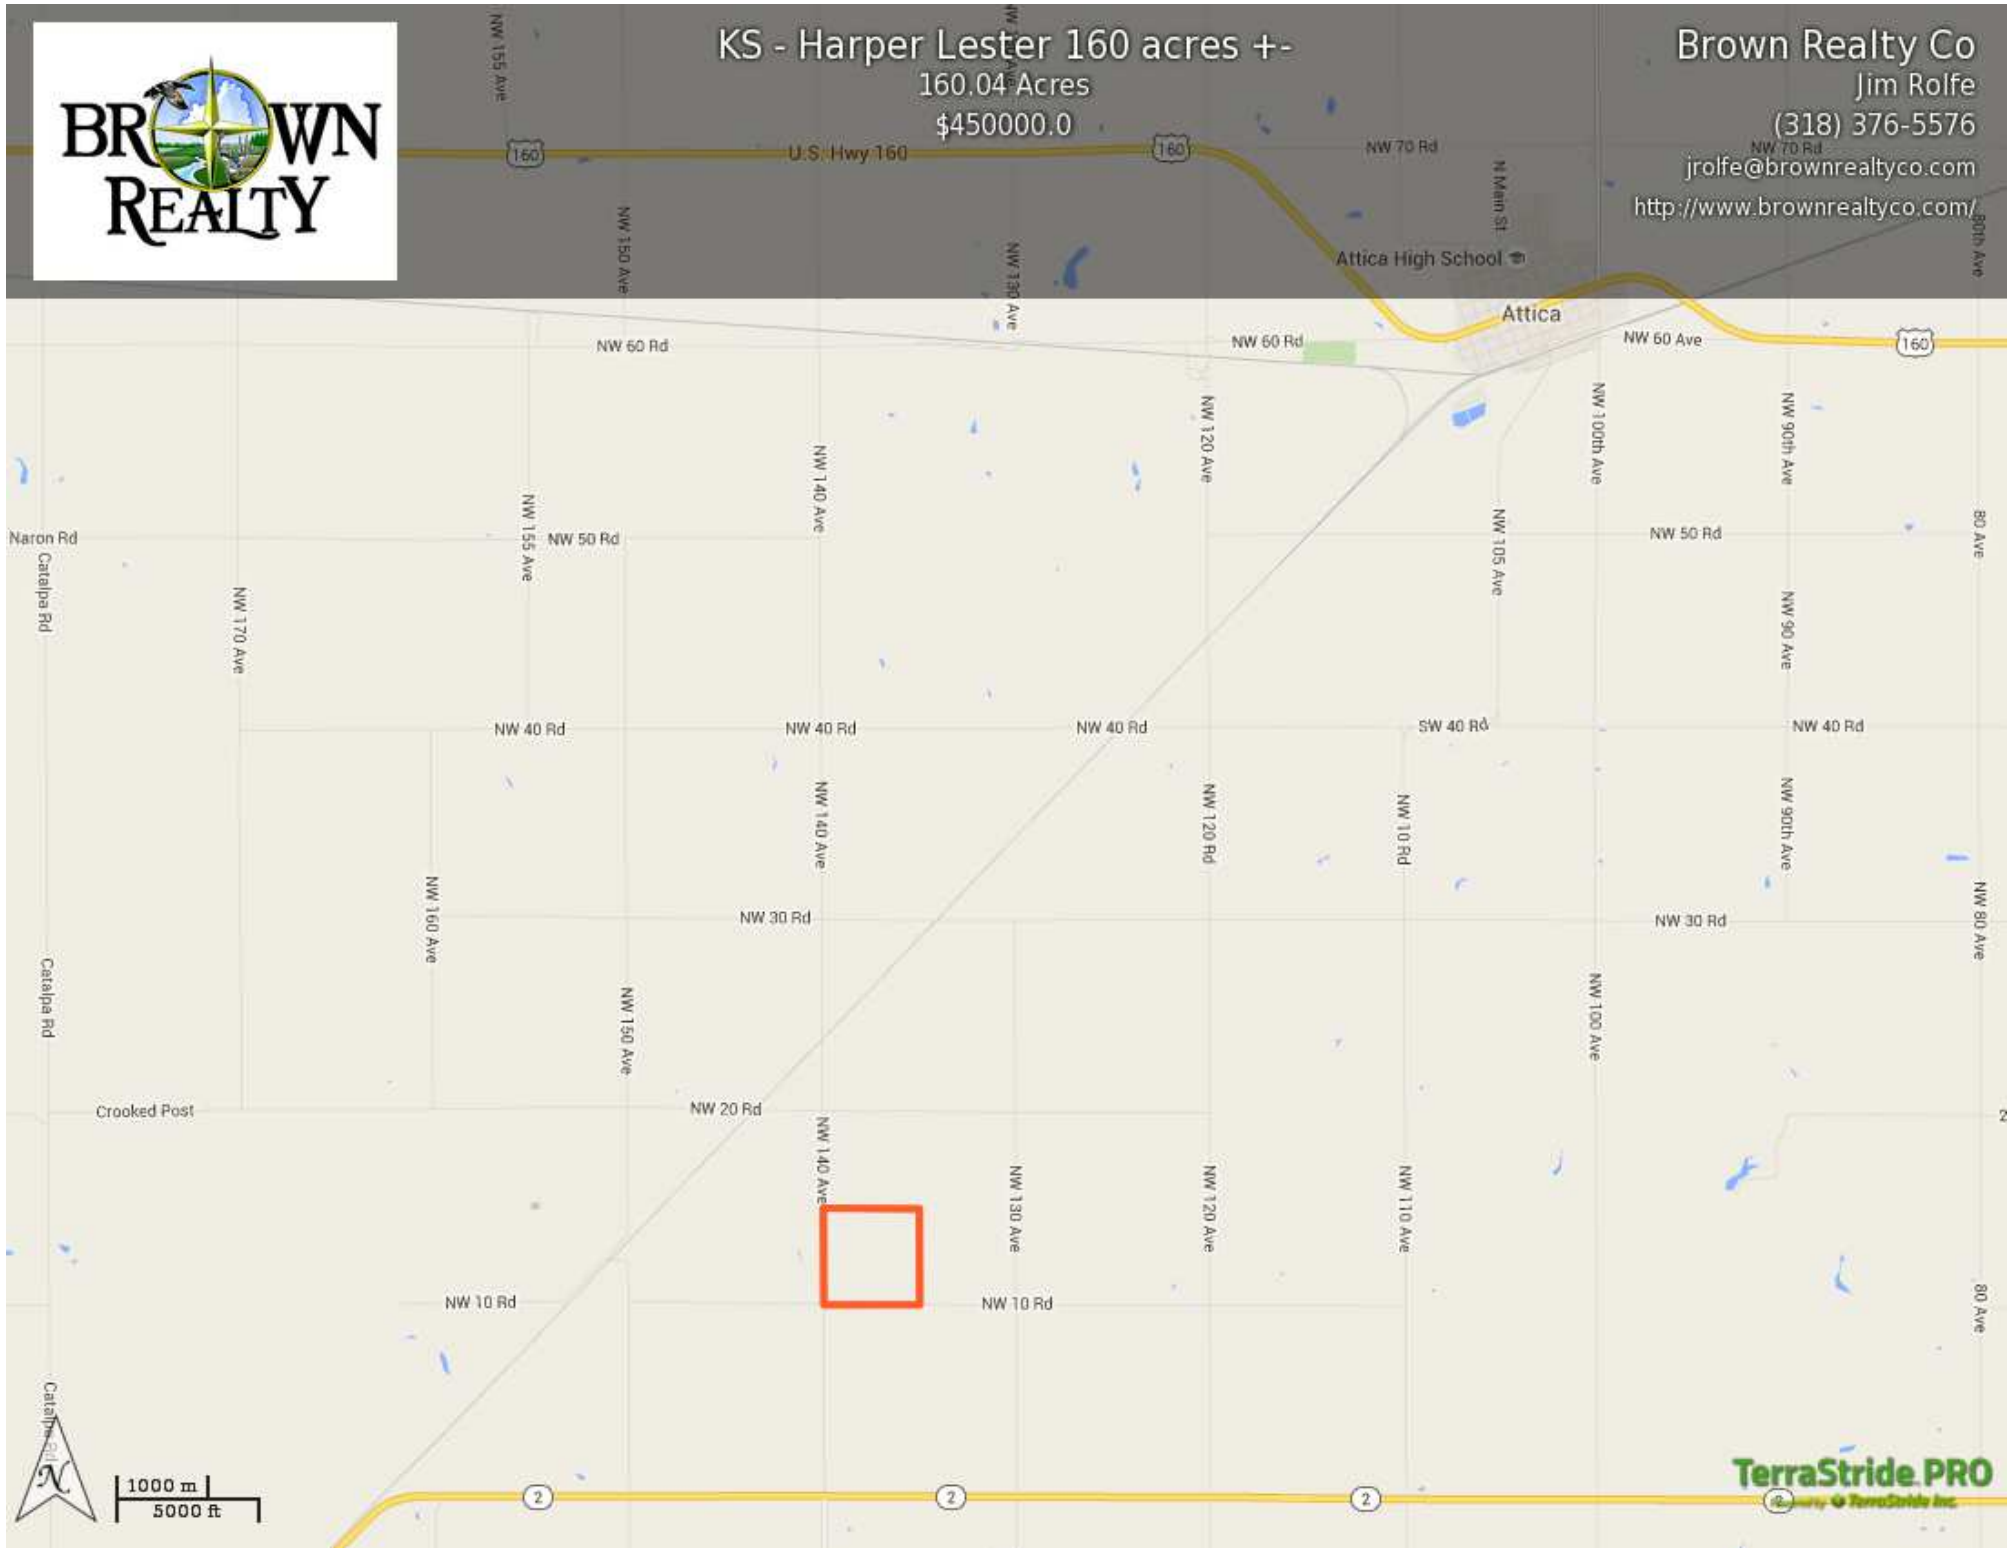 BROWN
REALTY
KS - Harper Lester 160 acres +-
160.04 Acres
$450000.0
Brown Realty Co
Jim Rolfe
(318) 376-5576
jrolfe@brownrealtyco.com
http://www.brownrealtyco.com/
NW 155 Ave
160
U.S. Hwy 160
160
NW 70 Rd
NW 70 Rd
N Main St
NW 150 Ave
NW 130 Ave
80th Ave
Attica High School
Attica
NW 60 Rd
NW 60 Rd
NW 60 Ave
160
NW 140 Ave
NW 120 Ave
NW 100th Ave
NW 90th Ave
Naron Rd
Catalpa Rd
NW 155 Ave
NW 50 Rd
NW 105 Ave
NW 50 Rd
80 Ave
NW 170 Ave
NW 90 Ave
NW 40 Rd
NW 40 Rd
NW 40 Rd
SW 40 Rd
NW 40 Rd
NW 140 Ave
NW 120 Rd
NW 10 Rd
NW 90th Ave
NW 160 Ave
NW 30 Rd
NW 30 Rd
NW 80 Ave
Catalpa Rd
NW 150 Ave
NW 100 Ave
Crooked Post
NW 20 Rd
2
NW 140 Ave
NW 130 Ave
NW 120 Ave
NW 110 Ave
NW 10 Rd
NW 10 Rd
80 Ave
Catalpa Rd
N
1000 m
5000 ft
2
2
2
2
TerraStride PRO
Powered by TerraStride Inc.